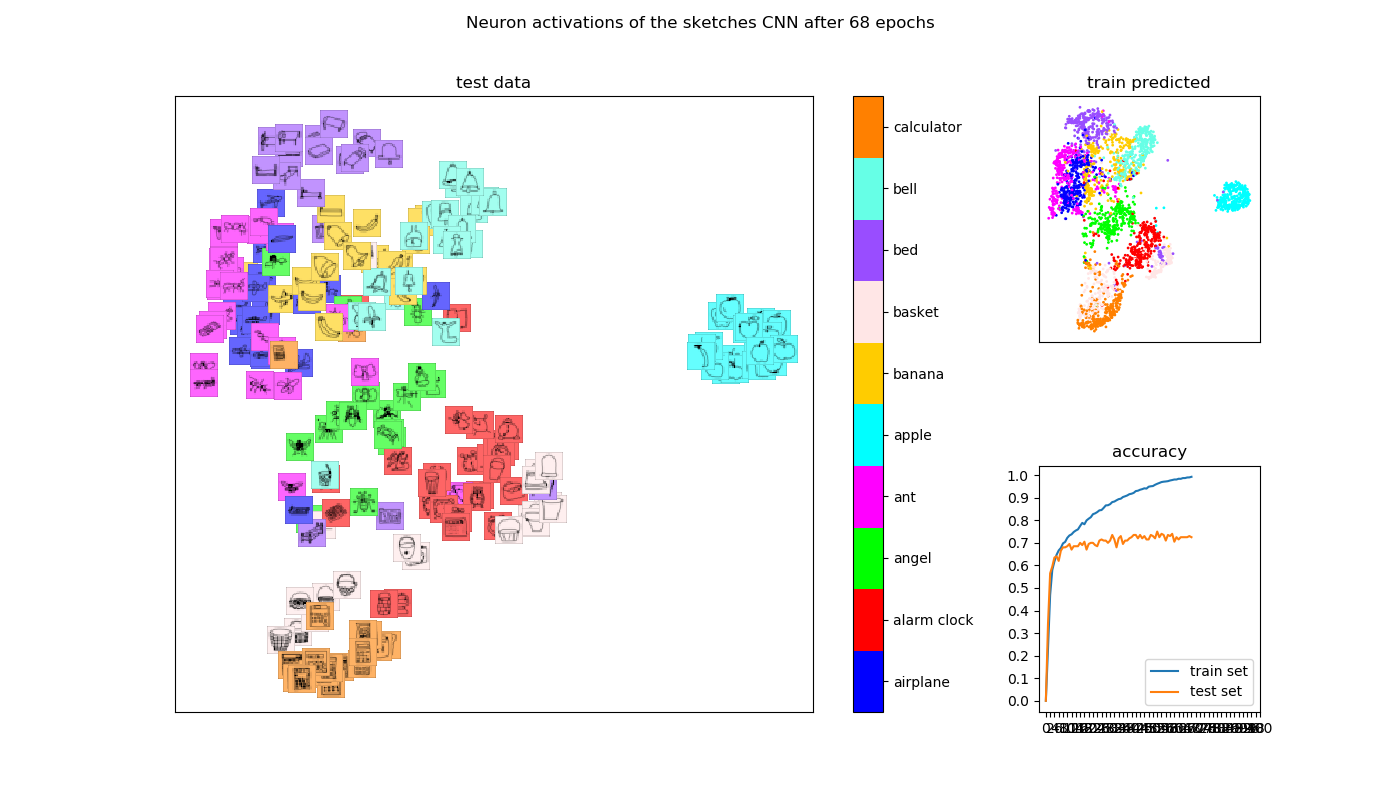 Neuron activations of the sketches CNN after 68 epochs
test data
calculator
bell
bed
basket
banana
apple
ant
angel
alarm clock
airplane
train predicted
accuracy
1.0
0.9
0.8
0.7
0.6
0.5
0.4
0.3
0.2
0.1
0.0
train set
test set